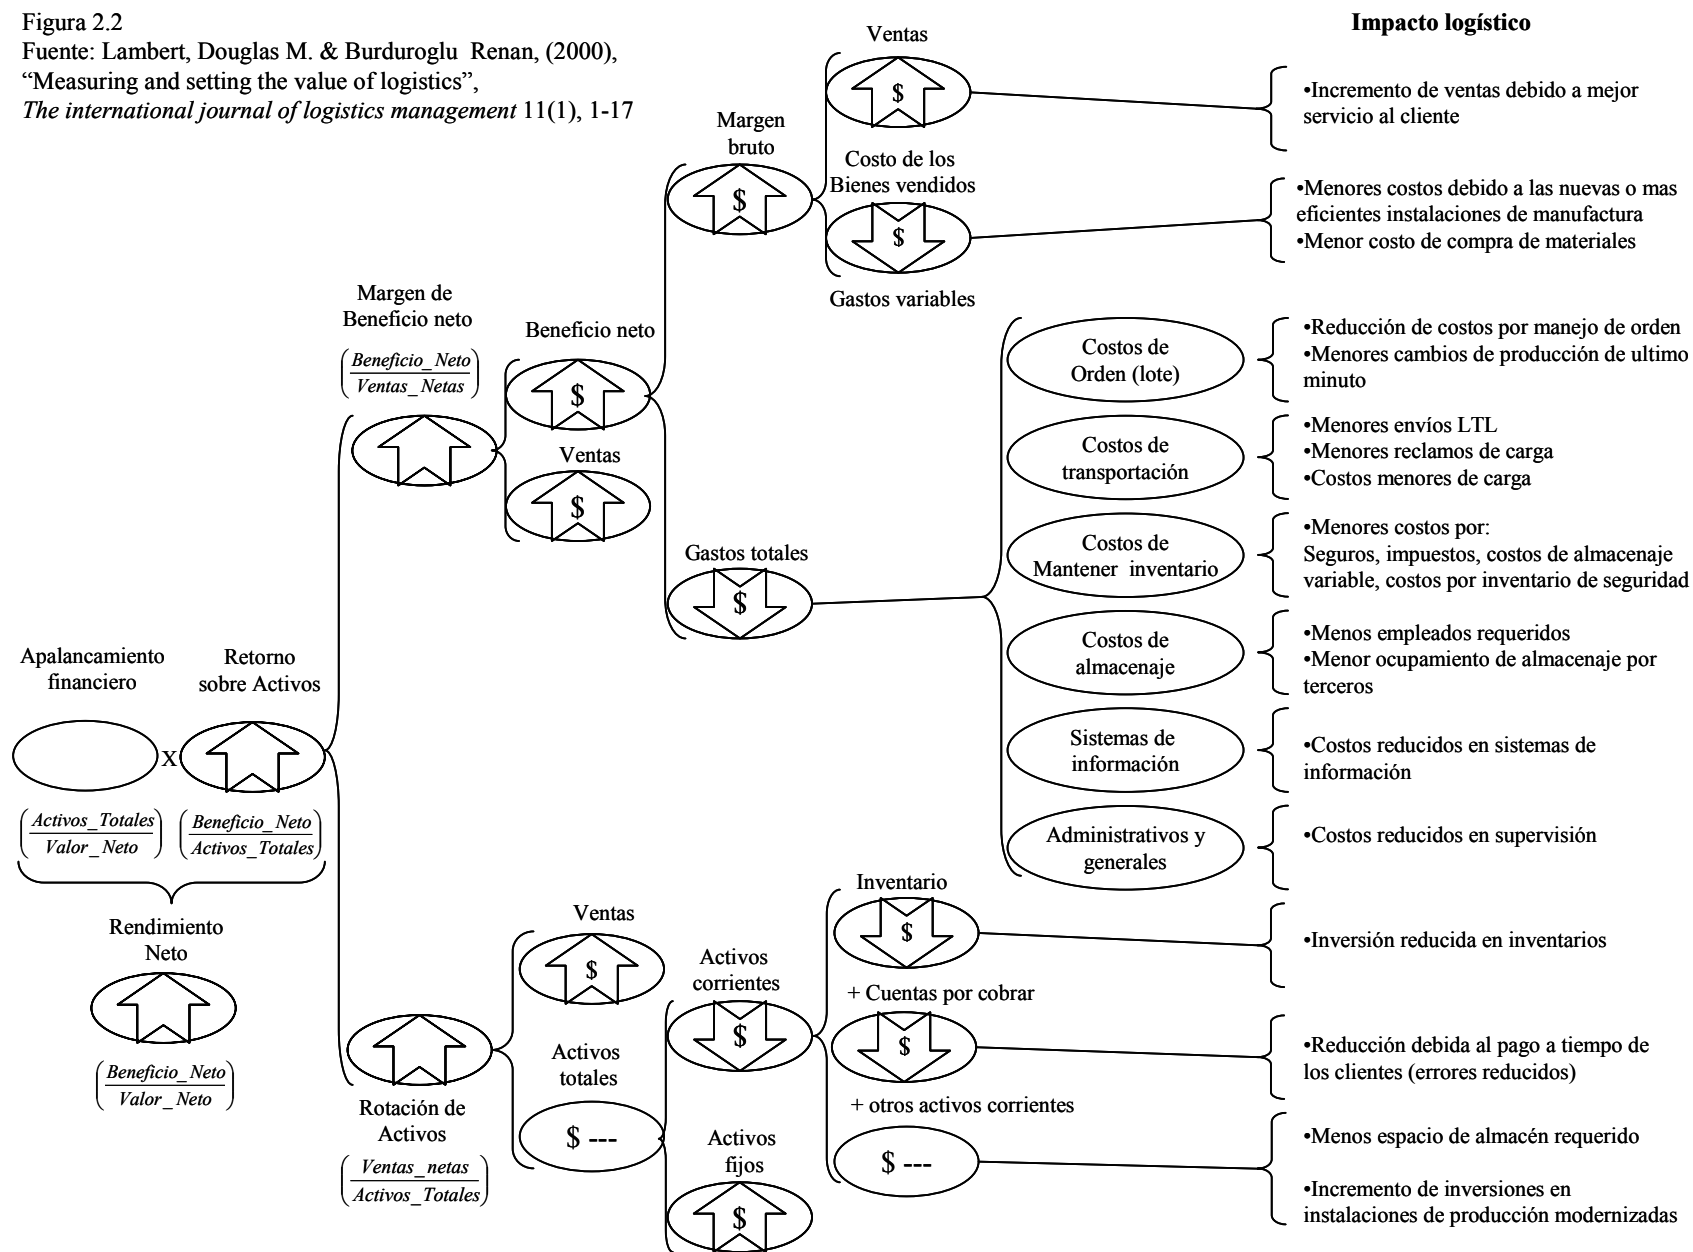 Figura 2.2
Fuente: Lambert, Douglas M. & Burduroglu Renan, (2000),
“Measuring and setting the value of logistics”,
The international journal of logistics management 11(1), 1-17
Impacto logístico
Ventas
$
•Incremento de ventas debido a mejor
servicio al cliente
Margen
bruto
$
Costo de los
Bienes vendidos
$
•Menores costos debido a las nuevas o mas
eficientes instalaciones de manufactura
•Menor costo de compra de materiales
Gastos variables
Margen de
Beneficio neto
Beneficio_Neto
Ventas_Netas
Beneficio neto
$
Ventas
$
Gastos totales
$
Costos de
Orden (lote)
•Reducción de costos por manejo de orden
•Menores cambios de producción de ultimo
minuto
Costos de
transportación
•Menores envíos LTL
•Menores reclamos de carga
•Costos menores de carga
Costos de
Mantener inventario
•Menores costos por:
Seguros, impuestos, costos de almacenaje
variable, costos por inventario de seguridad
Costos de
almacenaje
•Menos empleados requeridos
•Menor ocupamiento de almacenaje por
terceros
Sistemas de
información
•Costos reducidos en sistemas de
información
Administrativos y
generales
•Costos reducidos en supervisión
Apalancamiento
financiero
X
Retorno
sobre Activos
Activos_Totales
Valor_Neto
Beneficio_Neto
Activos_Totales
Rendimiento
Neto
Beneficio_Neto
Valor_Neto
Rotación de
Activos
Ventas_netas
Activos_Totales
Ventas
$
Activos
totales
$ ---
Activos
corrientes
$
Activos
fijos
$
Inventario
$
•Inversión reducida en inventarios
+ Cuentas por cobrar
$
•Reducción debida al pago a tiempo de
los clientes (errores reducidos)
+ otros activos corrientes
$ ---
•Menos espacio de almacén requerido
•Incremento de inversiones en
instalaciones de producción modernizadas